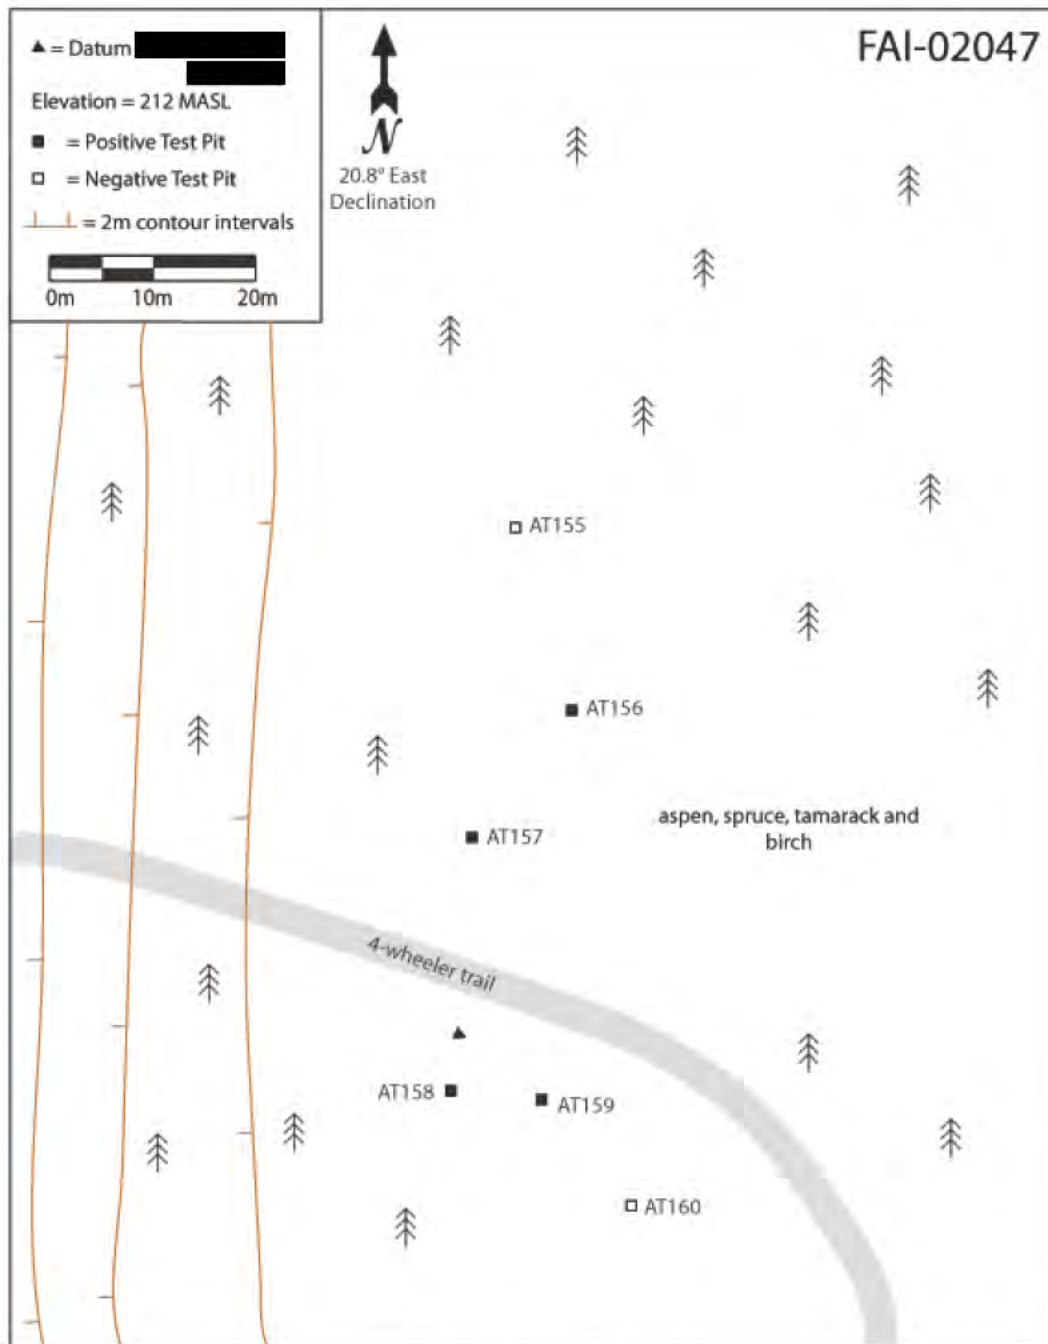 FAI-02047
= Datum
Elevation = 212 MASL
= Positive Test Pit
= Negative Test Pit
= 2m contour intervals
0m 10m 20m
N
20.8° East
Declination
AT155
AT156
aspen, spruce, tamarack and
birch
AT157
4-wheeler trail
AT158
AT159
AT160